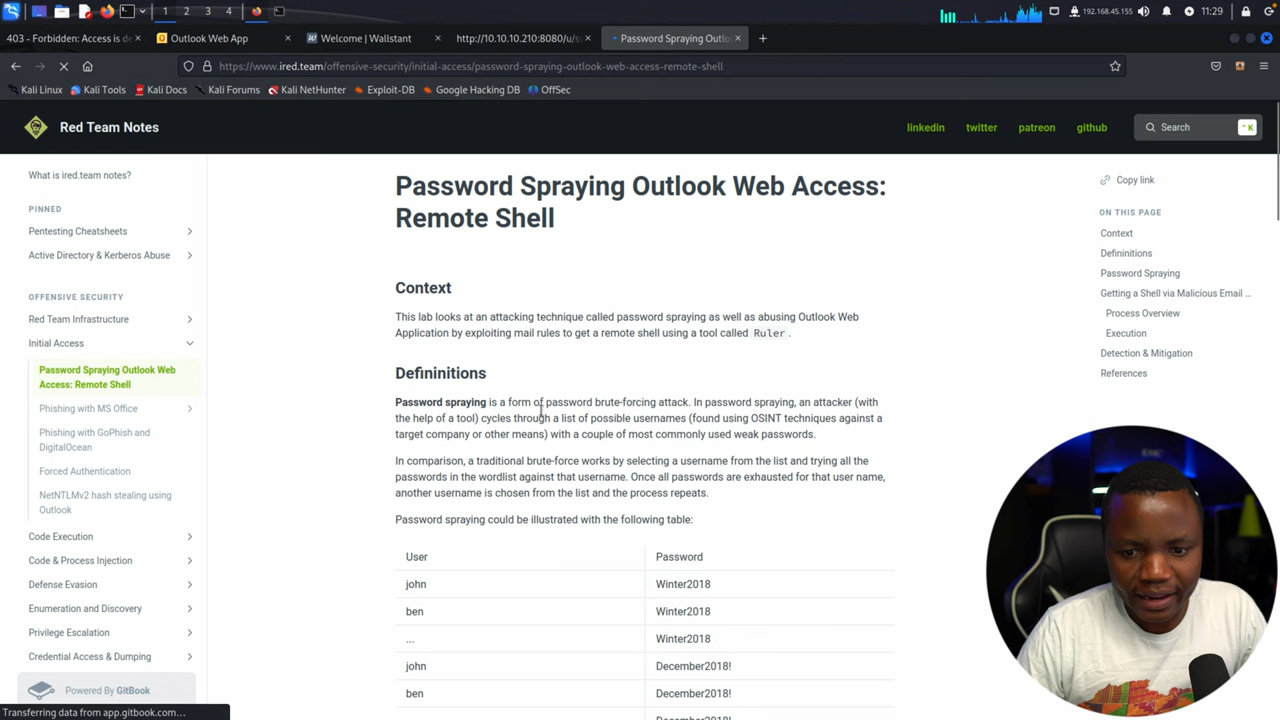 1 2 3 4 192.168.45.155 11:29
403 - Forbidden: Access is de Outlook Web App Welcome | Wallstant http://10.10.10.210:8080/u/s Password Spraying Outlo
https://www.ired.team/offensive-security/initial-access/password-spraying-outlook-web-access-remote-shell
Kali Linux Kali Tools Kali Docs Kali Forums Kali NetHunter Exploit-DB Google Hacking DB OffSec
Red Team Notes
linkedin twitter patreon github Search ⌃K
What is ired.team notes?
PINNED
Pentesting Cheatsheets
Active Directory & Kerberos Abuse
OFFENSIVE SECURITY
Red Team Infrastructure
Initial Access
Password Spraying Outlook Web
Access: Remote Shell
Phishing with MS Office
Phishing with GoPhish and
DigitalOcean
Forced Authentication
NetNTLMv2 hash stealing using
Outlook
Code Execution
Code & Process Injection
Defense Evasion
Enumeration and Discovery
Privilege Escalation
Credential Access & Dumping
Powered By GitBook
Transferring data from app.gitbook.com…
Password Spraying Outlook Web Access:
Remote Shell
Context
This lab looks at an attacking technique called password spraying as well as abusing Outlook Web
Application by exploiting mail rules to get a remote shell using a tool called Ruler .
Defininitions
Password spraying is a form of password brute-forcing attack. In password spraying, an attacker (with
the help of a tool) cycles through a list of possible usernames (found using OSINT techniques against a
target company or other means) with a couple of most commonly used weak passwords.
In comparison, a traditional brute-force works by selecting a username from the list and trying all the
passwords in the wordlist against that username. Once all passwords are exhausted for that user name,
another username is chosen from the list and the process repeats.
Password spraying could be illustrated with the following table:
User Password
john Winter2018
ben Winter2018
... Winter2018
john December2018!
ben December2018!
December2018!
Copy link
ON THIS PAGE
Context
Defininitions
Password Spraying
Getting a Shell via Malicious Email …
Process Overview
Execution
Detection & Mitigation
References